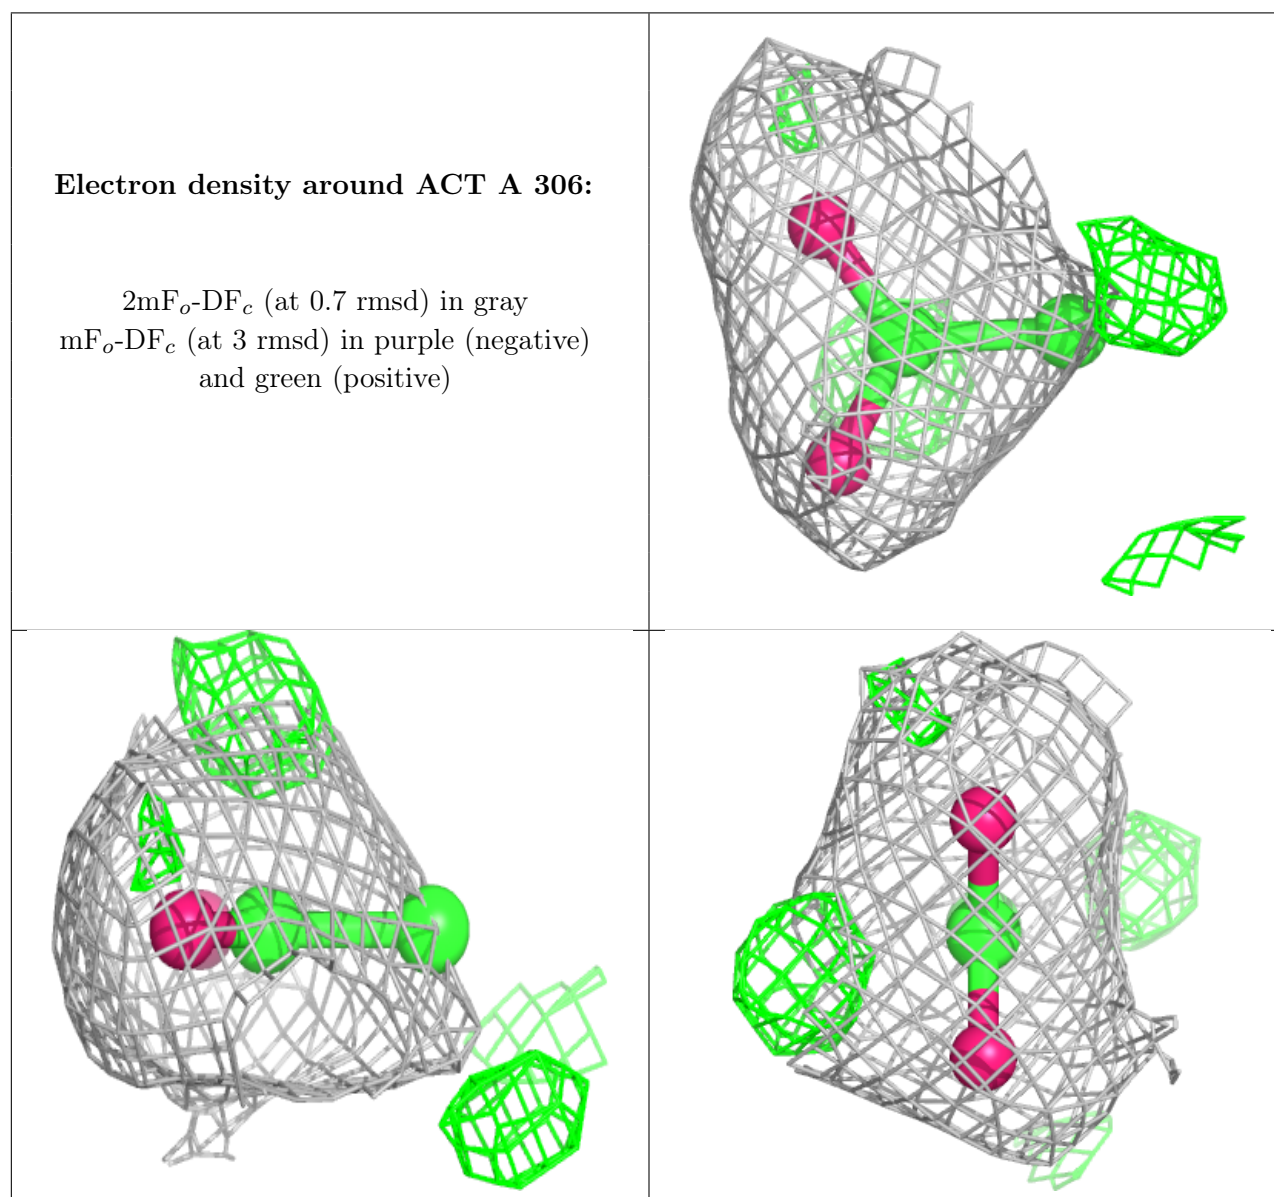 Electron density around ACT A 306:
2mFo-DFc (at 0.7 rmsd) in gray
mFo-DFc (at 3 rmsd) in purple (negative)
and green (positive)